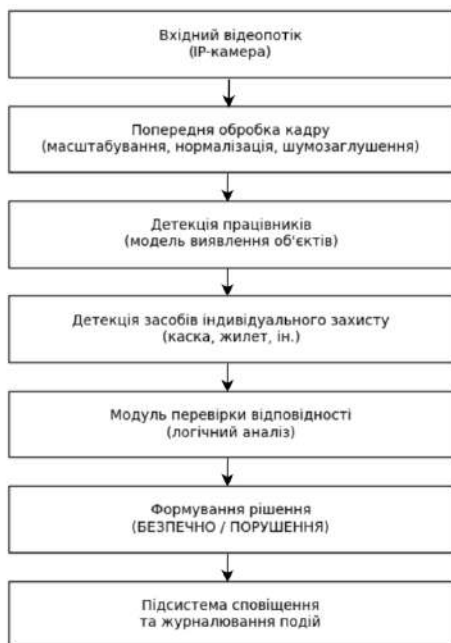 Вхідний відеопотік
(IP-камера)
Попередня обробка кадру
(масштабування, нормалізація, шумозаглушення)
Детекція працівників
(модель виявлення об'єктів)
Детекція засобів індивідуального захисту
(каска, жилет, ін.)
Модуль перевірки відповідності
(логічний аналіз)
Формування рішення
(БЕЗПЕЧНО / ПОРУШЕННЯ)
Підсистема сповіщення
та журналювання подій